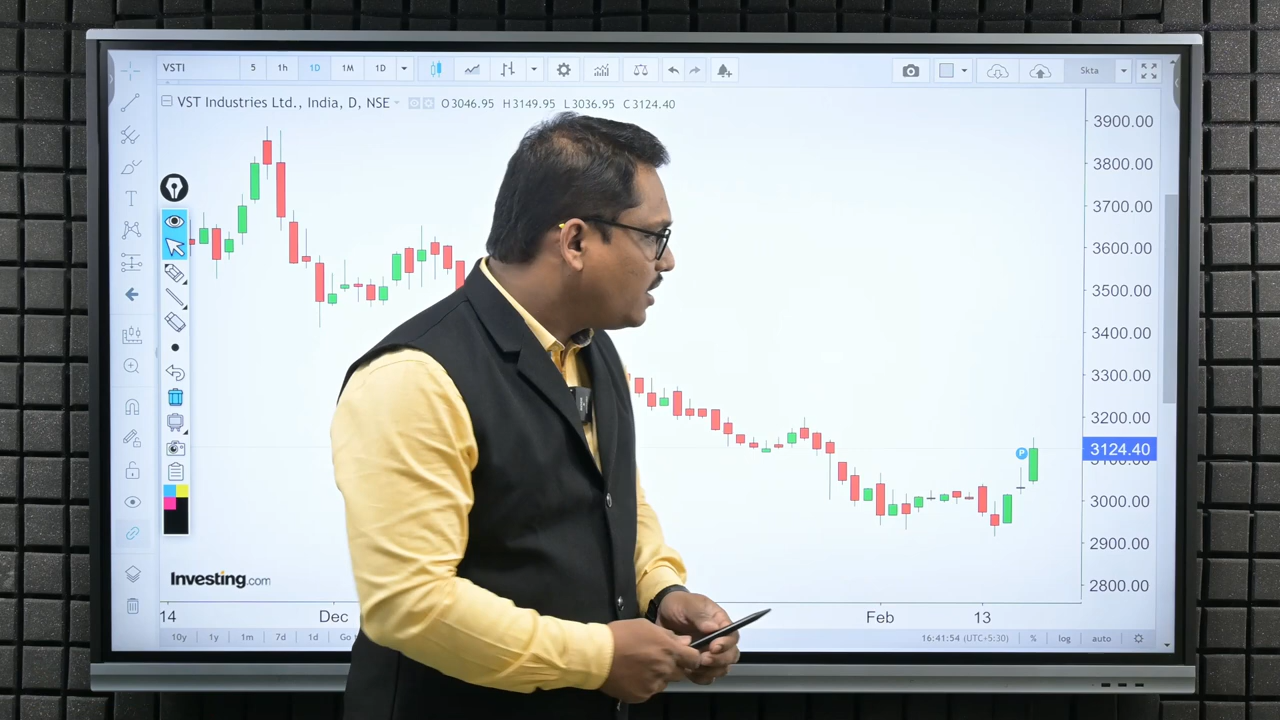 VSTI 5 1h 1D 1M 1D Skta
VST Industries Ltd., India, D, NSE O3046.95 H3149.95 L3036.95 C3124.40
3900.00
3800.00
3700.00
3600.00
3500.00
3400.00
3300.00
3200.00
P
3124.40
3000.00
2900.00
2800.00
Investing.com
14 Dec Feb 13
10y 1y 1m 7d 1d Go 16:41:54 (UTC+5:30) % log auto